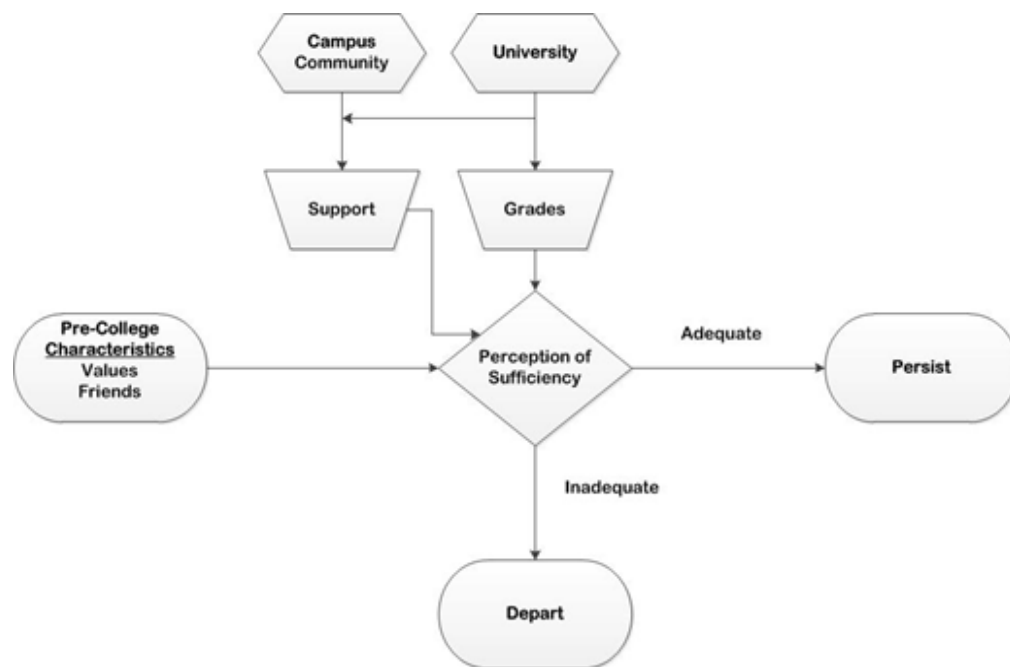 Campus
Community
University
Support
Grades
Pre-College
Characteristics
Values
Friends
Perception of
Sufficiency
Adequate
Persist
Inadequate
Depart